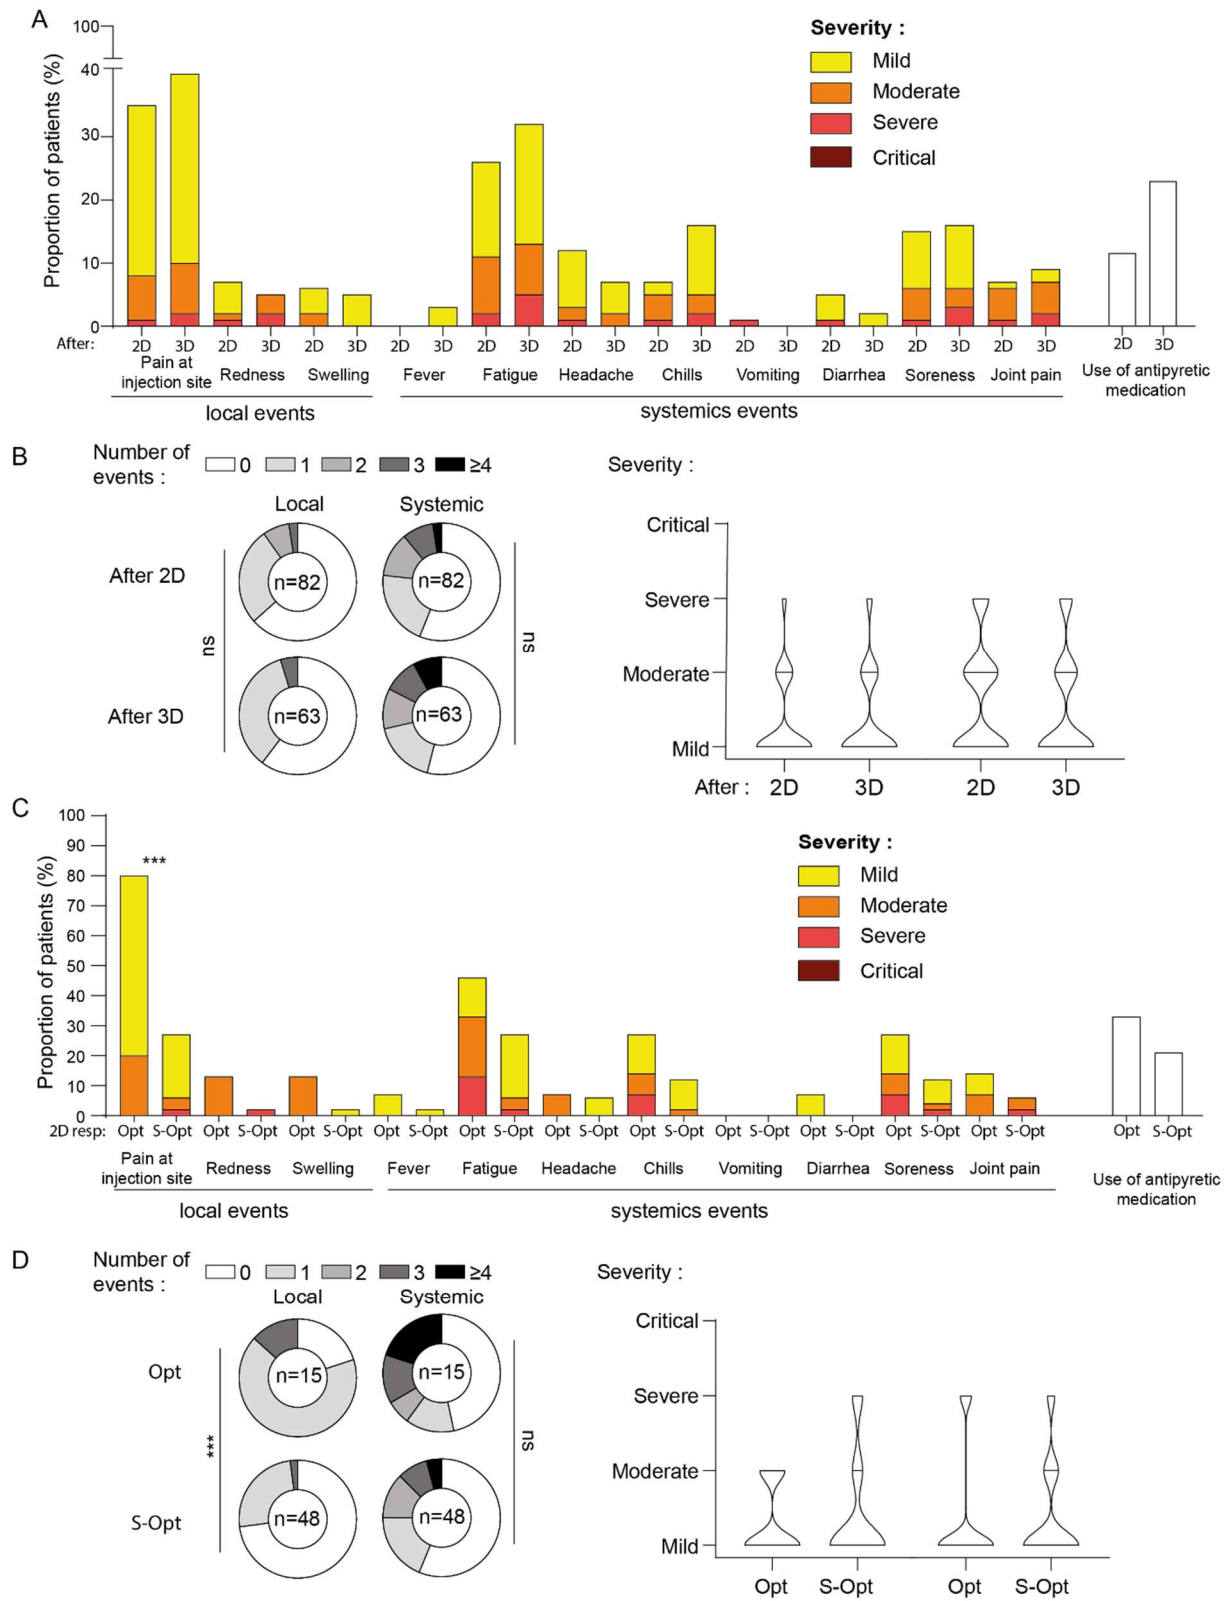 A
Proportion of patients (%)
100
40
30
20
10
0
Severity :
Mild
Moderate
Severe
Critical
After: 2D 3D 2D 3D 2D 3D 2D 3D 2D 3D 2D 3D 2D 3D 2D 3D 2D 3D 2D 3D 2D 3D 2D 3D
Pain at injection site Redness Swelling Fever Fatigue Headache Chills Vomiting Diarrhea Soreness Joint pain Use of antipyretic medication
local events systemics events
B
Number of events : 0 1 2 3 ≥4
Local Systemic
After 2D n=82 n=82
ns ns
After 3D n=63 n=63
Severity :
Critical
Severe
Moderate
Mild
After : 2D 3D 2D 3D
C
Proportion of patients (%)
100
90
80
70
60
50
40
30
20
10
0
***
Severity :
Mild
Moderate
Severe
Critical
2D resp: Opt S-Opt Opt S-Opt Opt S-Opt Opt S-Opt Opt S-Opt Opt S-Opt Opt S-Opt Opt S-Opt Opt S-Opt Opt S-Opt Opt S-Opt Opt S-Opt
Pain at injection site Redness Swelling Fever Fatigue Headache Chills Vomiting Diarrhea Soreness Joint pain Use of antipyretic medication
local events systemics events
D
Number of events : 0 1 2 3 ≥4
Local Systemic
Opt n=15 n=15
*** ns
S-Opt n=48 n=48
Severity :
Critical
Severe
Moderate
Mild
Opt S-Opt Opt S-Opt